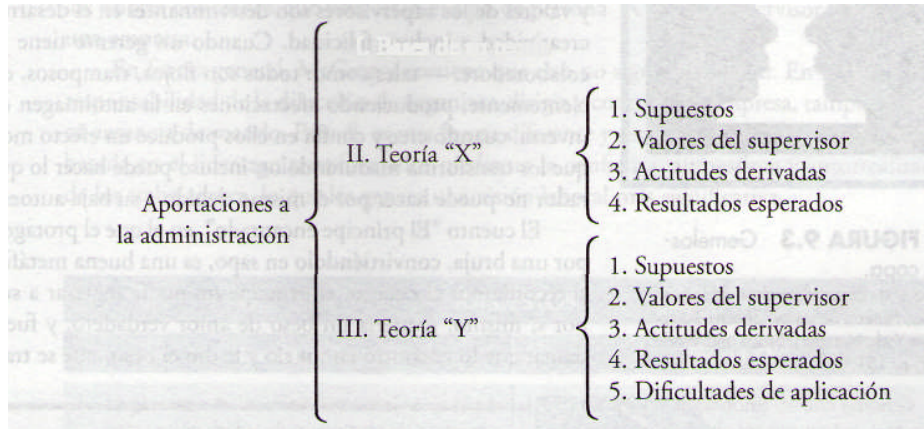 II. Teoría “X”
1. Supuestos
2. Valores del supervisor
3. Actitudes derivadas
4. Resultados esperados
Aportaciones a
la administración
III. Teoría “Y”
1. Supuestos
2. Valores del supervisor
3. Actitudes derivadas
4. Resultados esperados
5. Dificultades de aplicación